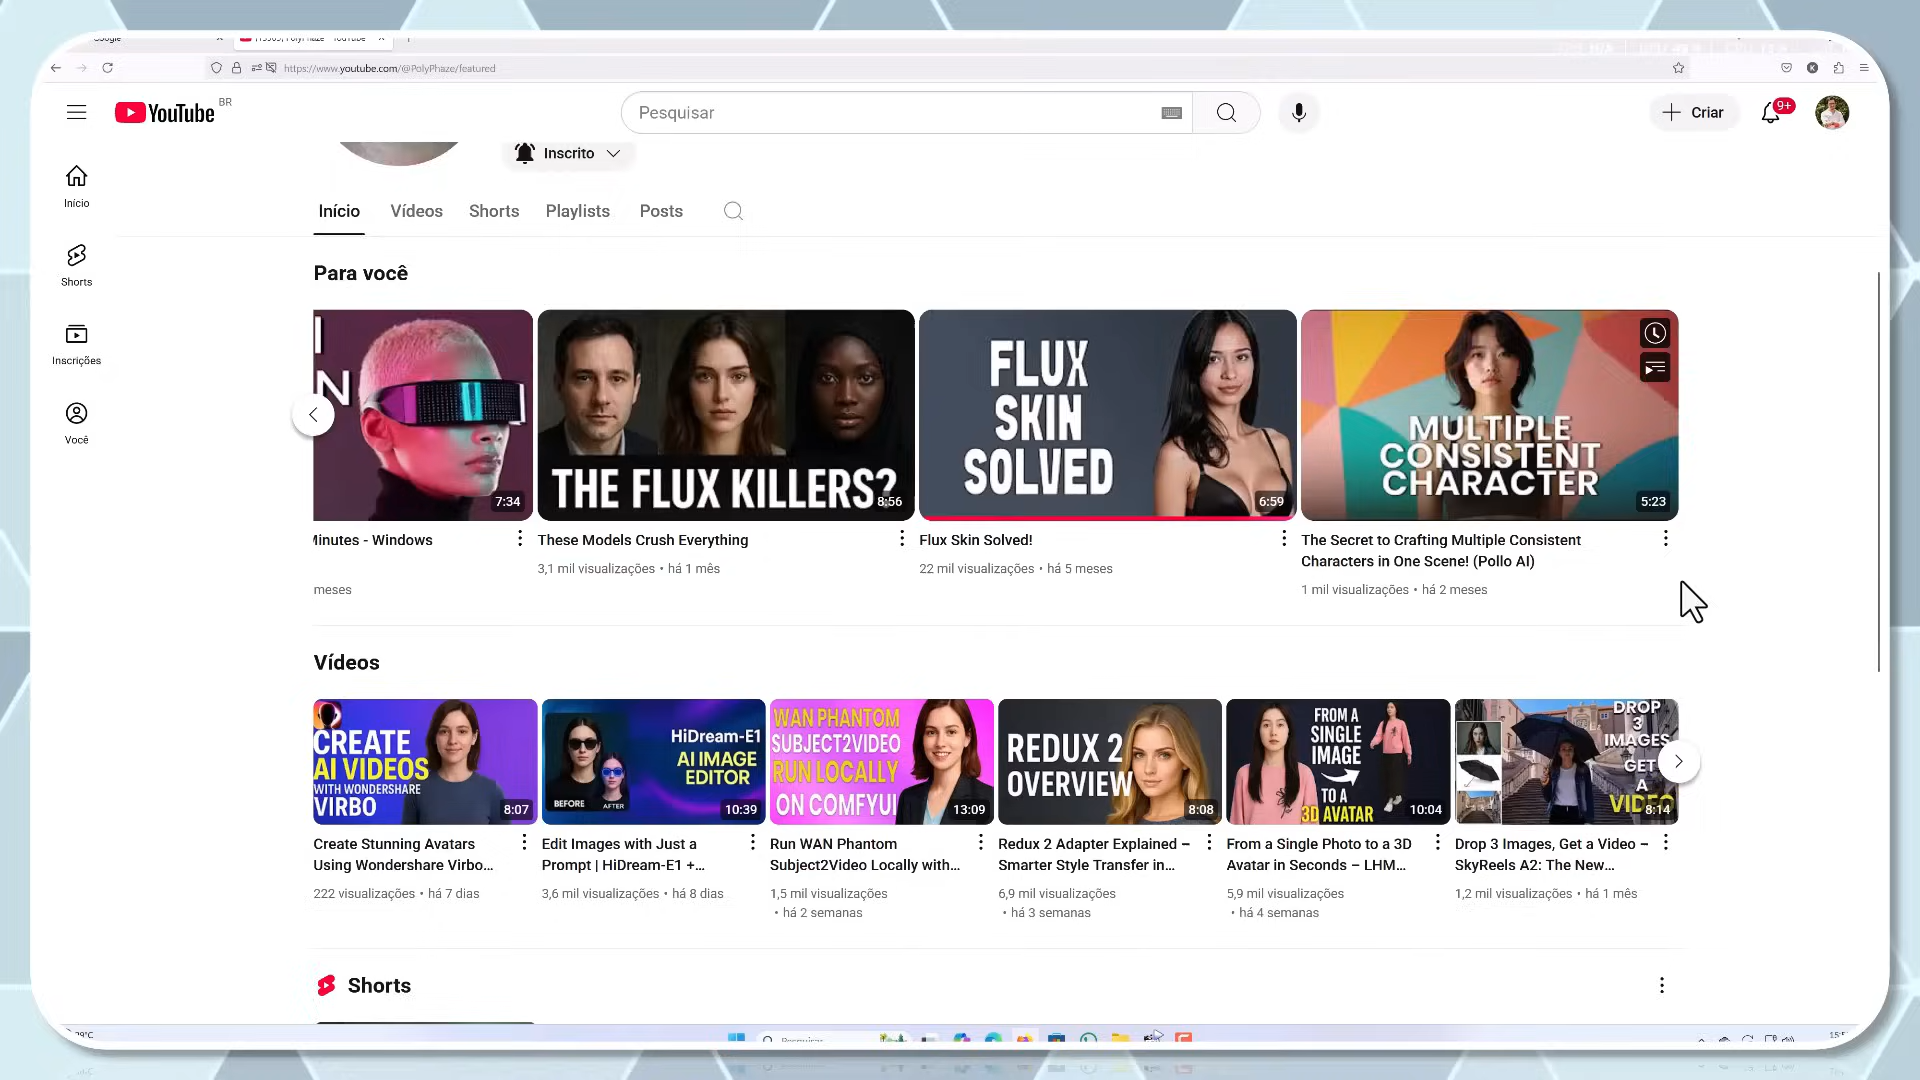 https://www.youtube.com/@PolyPhaze/featured
YouTube BR
Pesquisar
Criar
9+
Início
Shorts
Inscrições
Você
Inscrito
Início Vídeos Shorts Playlists Posts
Para você
N
7:34
Minutes - Windows
meses
THE FLUX KILLERS?
8:56
These Models Crush Everything
3,1 mil visualizações • há 1 mês
FLUX
SKIN
SOLVED
6:59
Flux Skin Solved!
22 mil visualizações • há 5 meses
MULTIPLE
CONSISTENT
CHARACTER
5:23
The Secret to Crafting Multiple Consistent
Characters in One Scene! (Pollo AI)
1 mil visualizações • há 2 meses
Vídeos
CREATE
AI VIDEOS
WITH WONDERSHARE
VIRBO
8:07
Create Stunning Avatars
Using Wondershare Virbo...
222 visualizações • há 7 dias
HiDream-E1
AI IMAGE
EDITOR
BEFORE
AFTER
10:39
Edit Images with Just a
Prompt | HiDream-E1 +...
3,6 mil visualizações • há 8 dias
WAN PHANTOM
SUBJECT2VIDEO
RUN LOCALLY
ON COMFYUI
13:09
Run WAN Phantom
Subject2Video Locally with...
1,5 mil visualizações
• há 2 semanas
REDUX 2
OVERVIEW
8:08
Redux 2 Adapter Explained –
Smarter Style Transfer in...
6,9 mil visualizações
• há 3 semanas
FROM A
SINGLE
IMAGE
TO A
3D AVATAR
10:04
From a Single Photo to a 3D
Avatar in Seconds – LHM...
5,9 mil visualizações
• há 4 semanas
DROP
3
IMAGES
GET
A
VIDEO
8:14
Drop 3 Images, Get a Video –
SkyReels A2: The New...
1,2 mil visualizações • há 1 mês
Shorts